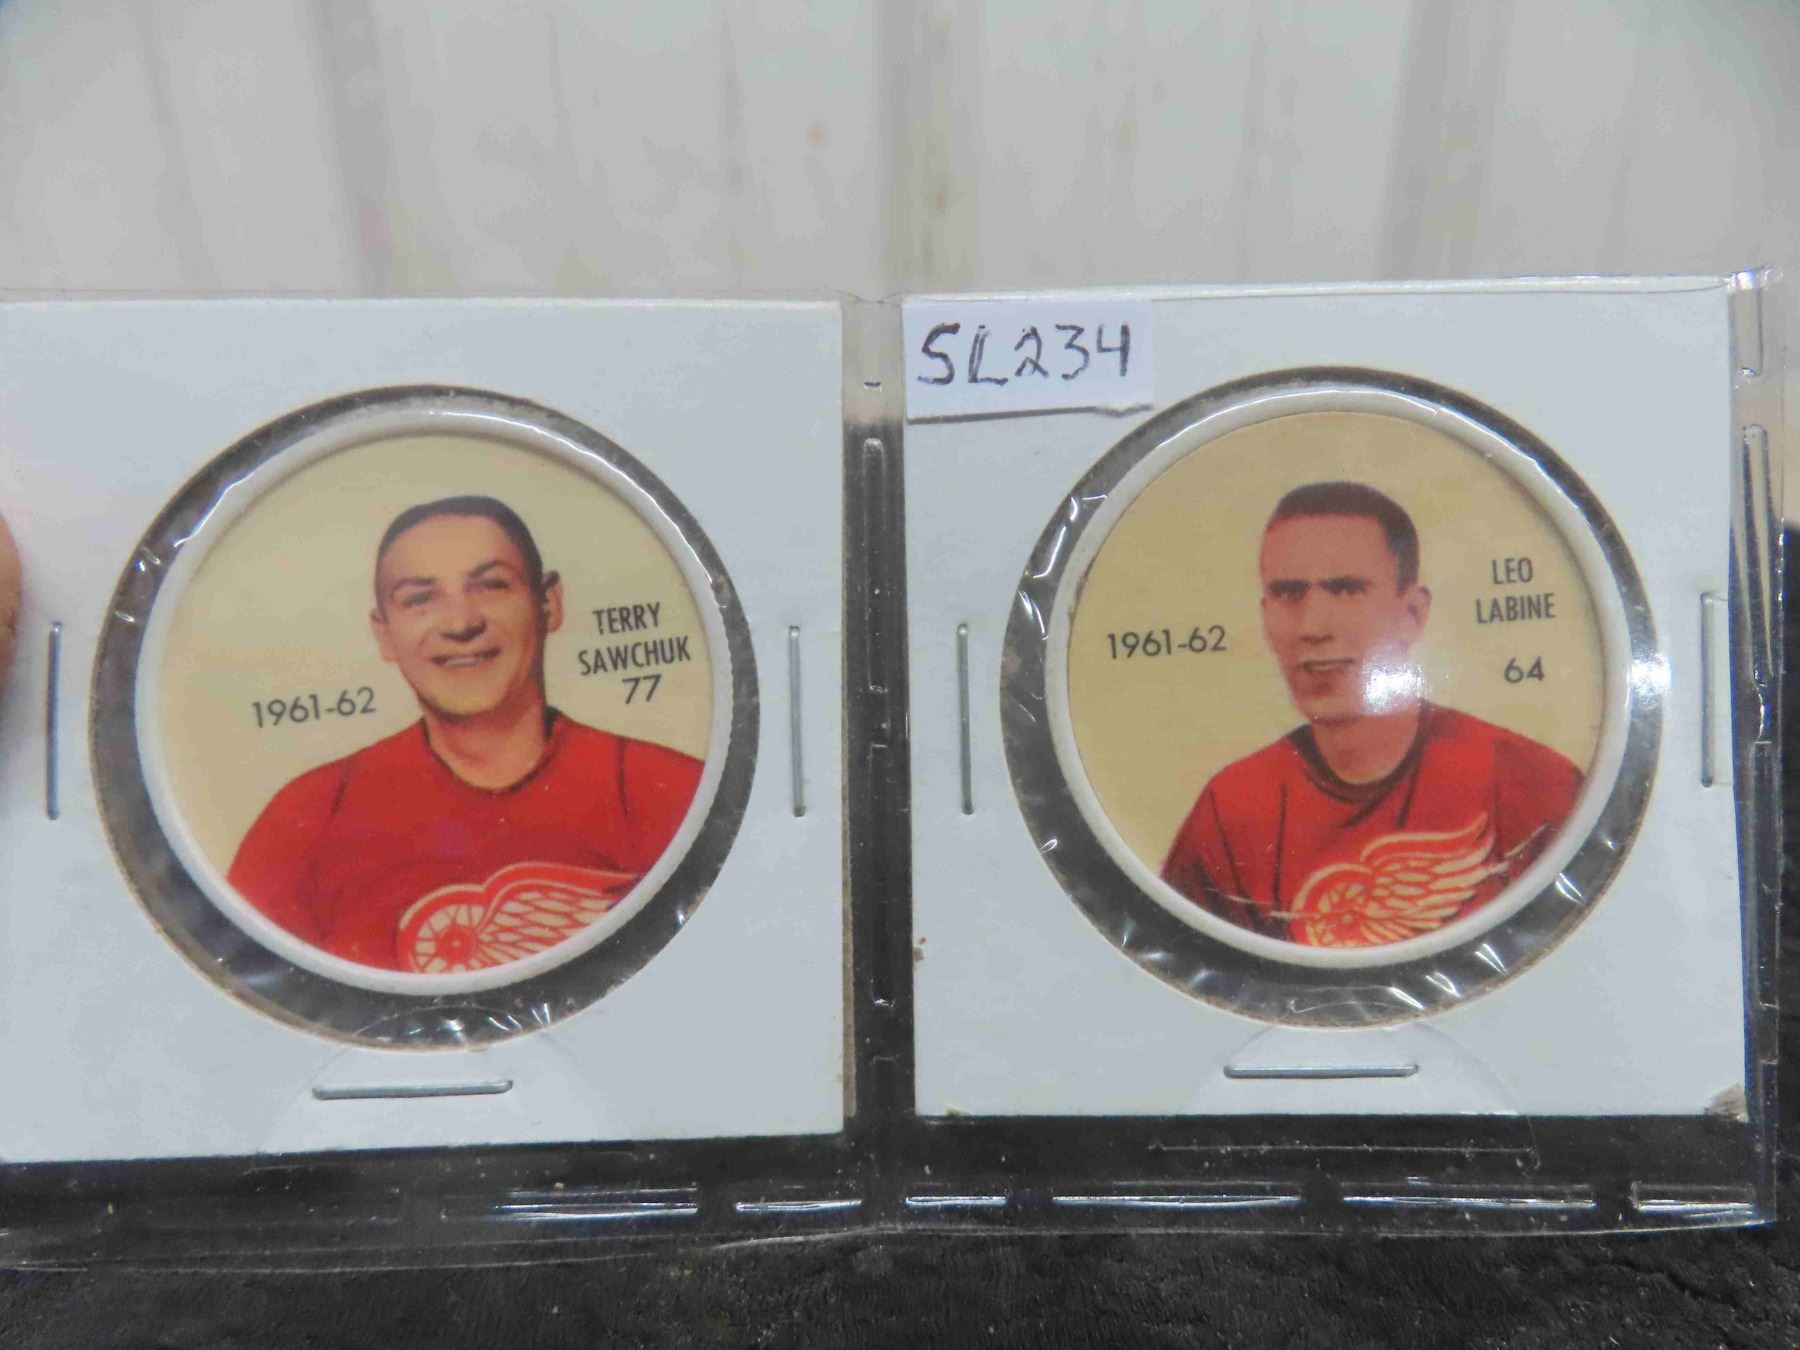 SL234
1961-62
TERRY
SAWCHUK
77
1961-62
LEO
LABINE
64